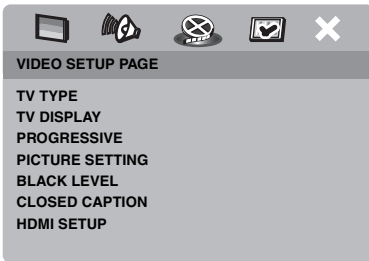 VIDEO SETUP PAGE
TV TYPE
TV DISPLAY
PROGRESSIVE
PICTURE SETTING
BLACK LEVEL
CLOSED CAPTION
HDMI SETUP